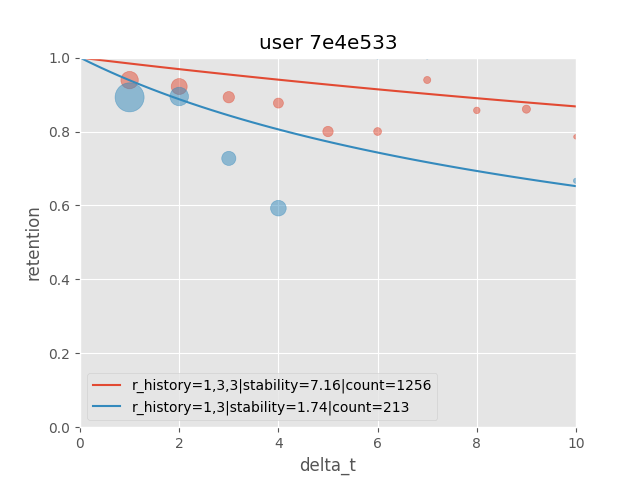 user 7e4e533
1.0
0.8
0.6
0.4
0.2
0.0
retention
r_history=1,3,3|stability=7.16|count=1256
r_history=1,3|stability=1.74|count=213
0 2 4 6 8 10
delta_t